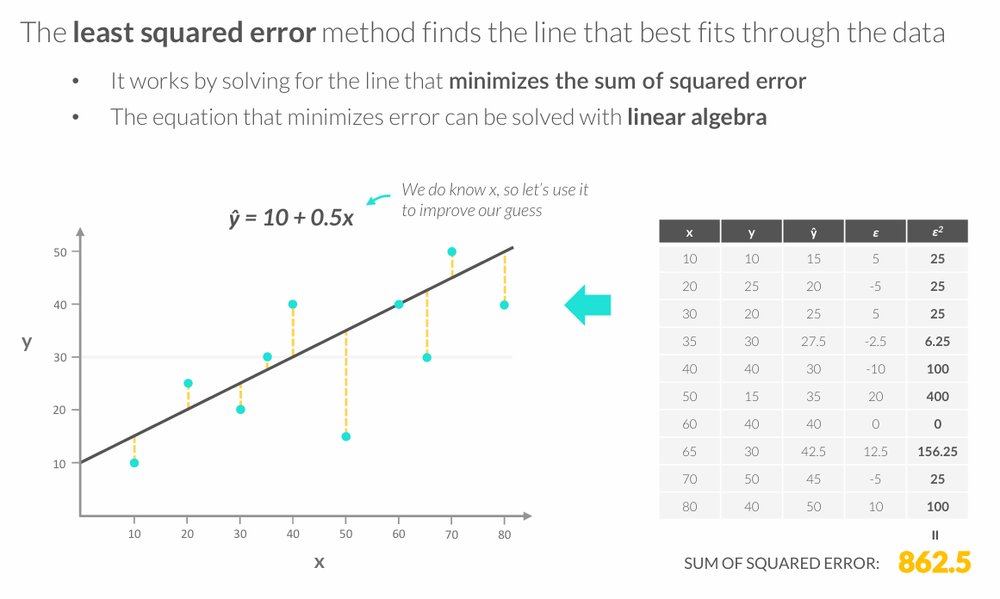 The least squared error method finds the line that best fits through the data
• It works by solving for the line that minimizes the sum of squared error
• The equation that minimizes error can be solved with linear algebra
We do know x, so let's use it
to improve our guess
ŷ = 10 + 0.5x
50
40
30
20
10
y
10 20 30 40 50 60 70 80
x
x y ŷ ε ε²
10 10 15 5 25
20 25 20 -5 25
30 20 25 5 25
35 30 27.5 -2.5 6.25
40 40 30 -10 100
50 15 35 20 400
60 40 40 0 0
65 30 42.5 12.5 156.25
70 50 45 -5 25
80 40 50 10 100
=
SUM OF SQUARED ERROR: 862.5